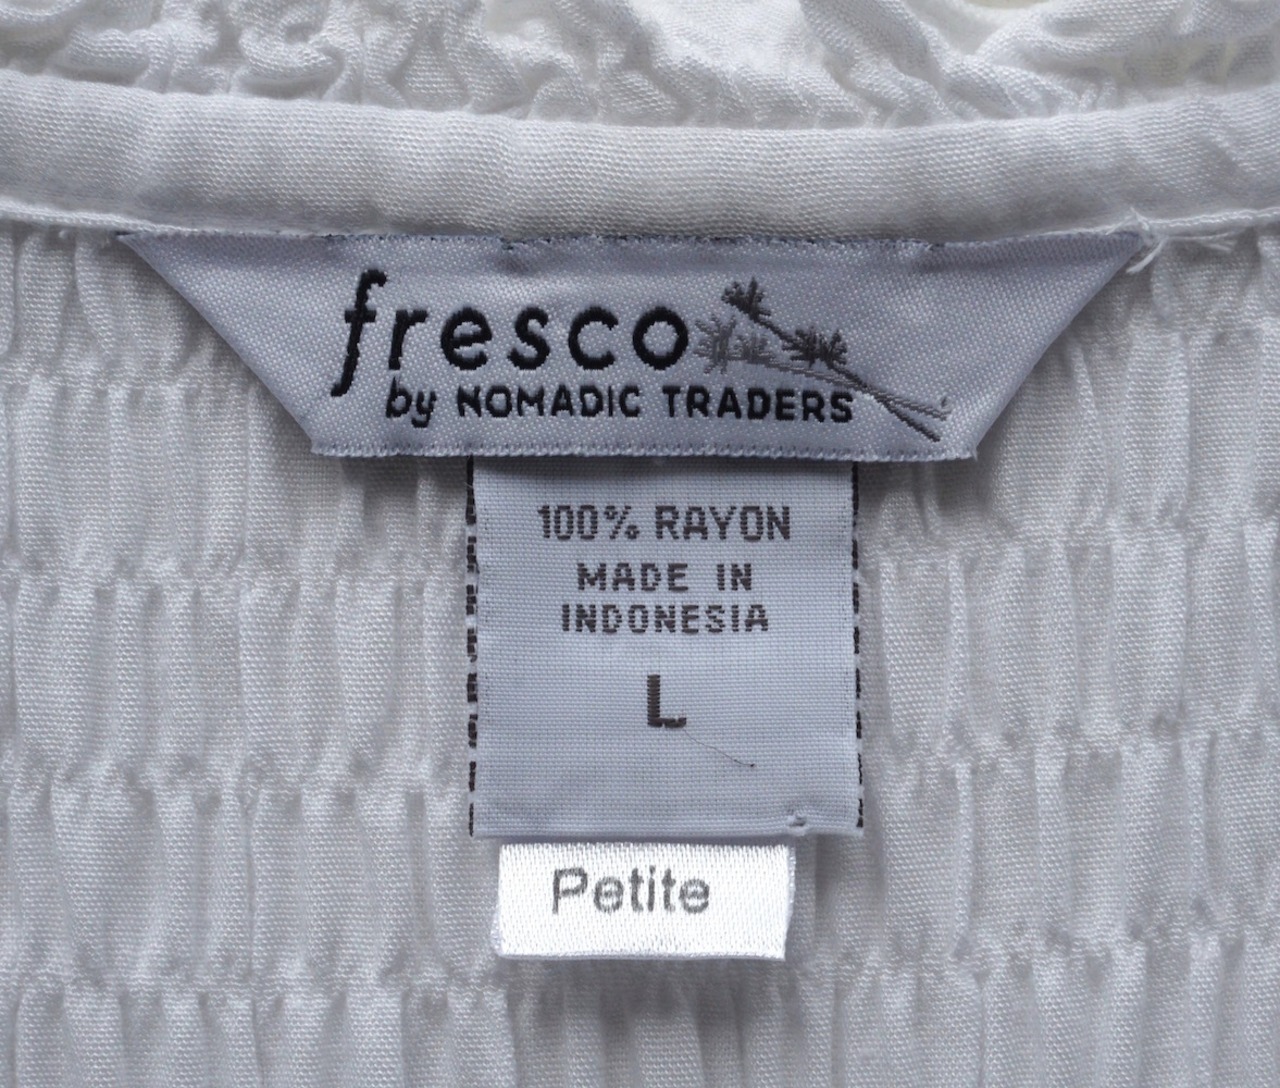 fresco
by NOMADIC TRADERS
100% RAYON
MADE IN
INDONESIA
L
Petite